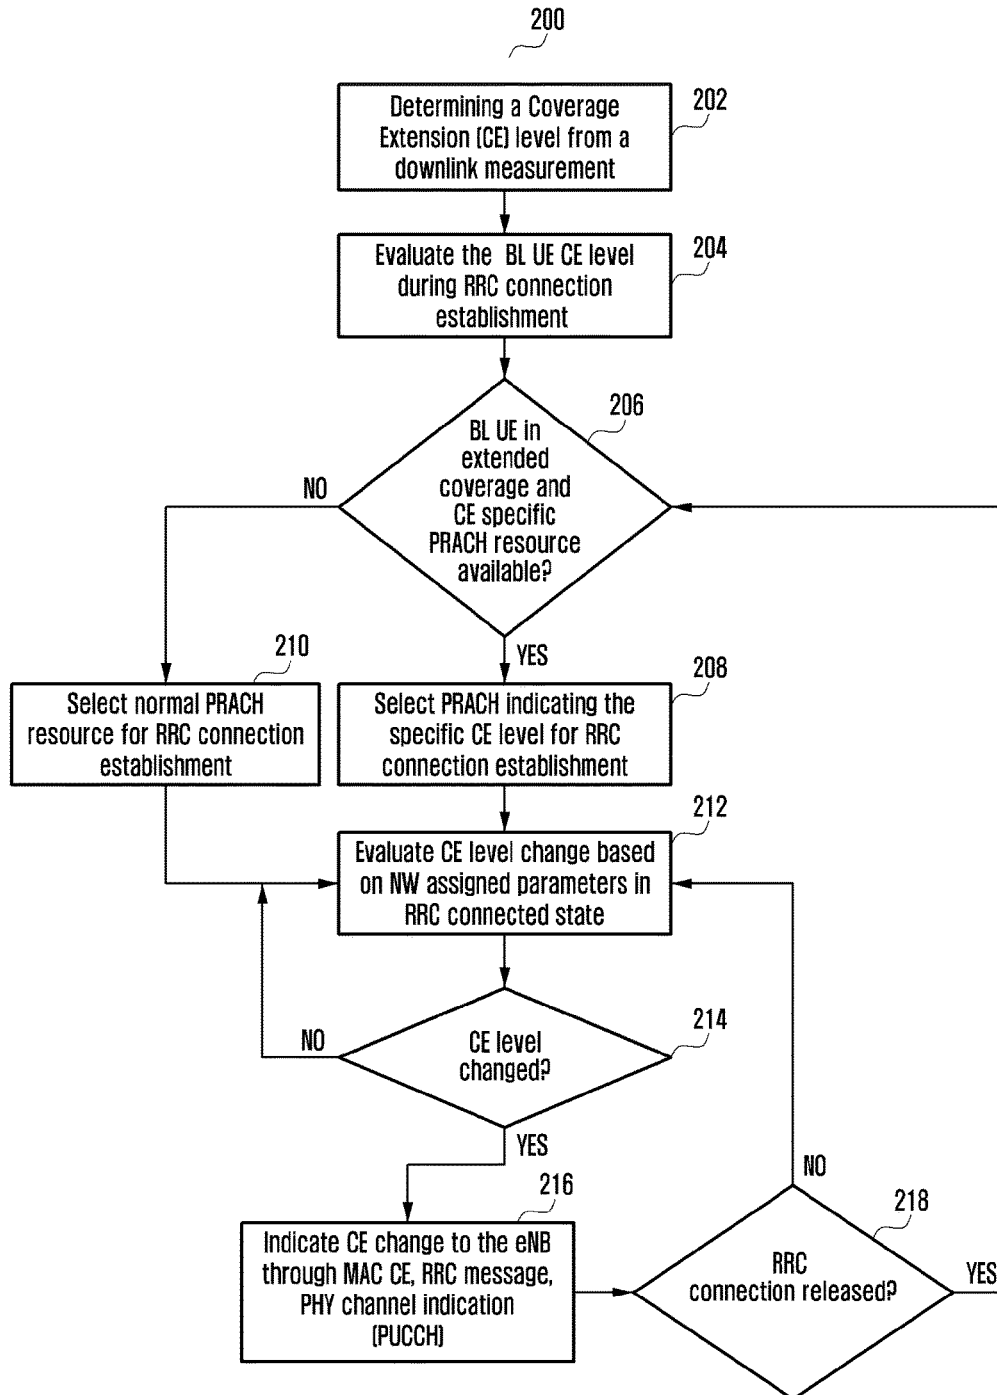 200
Determining a Coverage
Extension (CE) level from a
downlink measurement
202
Evaluate the BL UE CE level
during RRC connection
establishment
204
BL UE in
extended
coverage and
CE specific
PRACH resource
available?
206
NO
YES
210
Select normal PRACH
resource for RRC connection
establishment
208
Select PRACH indicating the
specific CE level for RRC
connection establishment
212
Evaluate CE level change based
on NW assigned parameters in
RRC connected state
CE level
changed?
214
NO
YES
216
Indicate CE change to the eNB
through MAC CE, RRC message,
PHY channel indication
(PUCCH)
NO
218
RRC
connection released?
YES